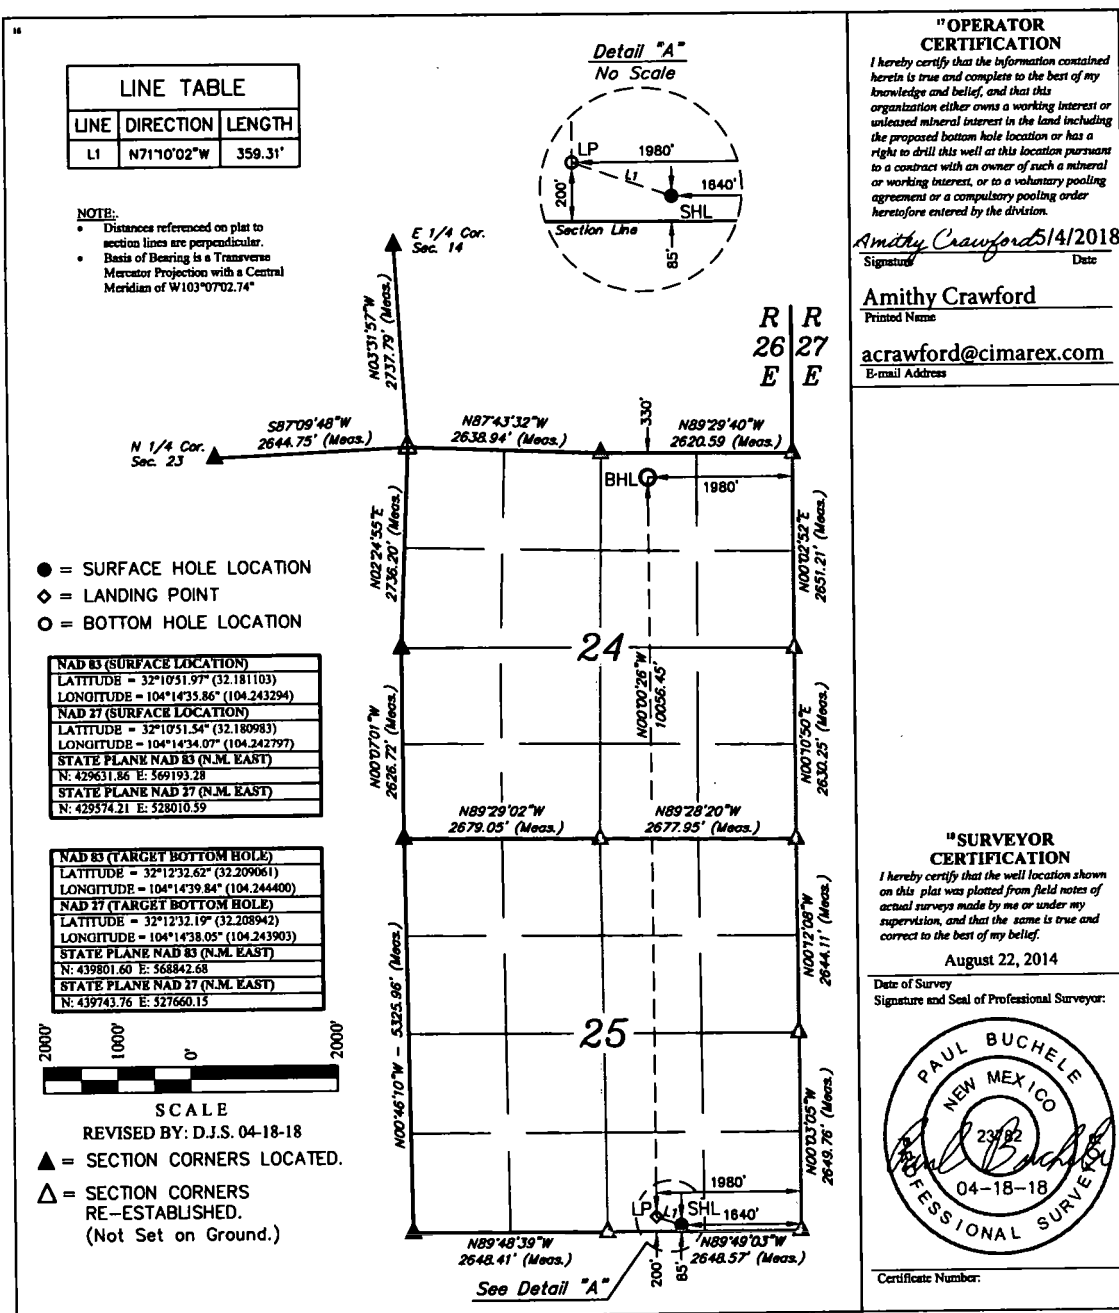 16
LINE TABLE
LINE DIRECTION LENGTH
L1 N71°10'02"W 359.31'
NOTE:
• Distances referenced on plat to
section lines are perpendicular.
• Basis of Bearing is a Transverse
Mercator Projection with a Central
Meridian of W103°07'02.74"
Detail "A"
No Scale
LP
1980'
L1
200'
1640'
SHL
Section Line
85'
E 1/4 Cor.
Sec. 14
N03°31'57"W
2737.79' (Meas.)
R R
26 27
E E
N 1/4 Cor.
Sec. 23
S87°09'48"W
2644.75' (Meas.)
N87°43'32"W
2638.94' (Meas.)
330'
N89°29'40"W
2620.59 (Meas.)
BHL
1980'
N02°24'55"E
2736.20' (Meas.)
N00°02'52"E
2651.21' (Meas.)
24
N00°00'26"W
10056.45'
N00°07'01"W
2626.72' (Meas.)
N00°10'50"E
2630.25' (Meas.)
N89°29'02"W
2679.05' (Meas.)
N89°28'20"W
2677.95' (Meas.)
N00°46'10"W - 5325.96' (Meas.)
N00°12'08"W
2644.11' (Meas.)
25
N00°03'05"W
2649.76' (Meas.)
1980'
LP
L1
SHL
1640'
N89°48'39"W
2648.41' (Meas.)
200'
85'
N89°49'03"W
2648.57' (Meas.)
See Detail "A"
● = SURFACE HOLE LOCATION
◇ = LANDING POINT
O = BOTTOM HOLE LOCATION
NAD 83 (SURFACE LOCATION)
LATITUDE = 32°10'51.97" (32.181103)
LONGITUDE = 104°14'35.86" (104.243294)
NAD 27 (SURFACE LOCATION)
LATITUDE = 32°10'51.54" (32.180983)
LONGITUDE = 104°14'34.07" (104.242797)
STATE PLANE NAD 83 (N.M. EAST)
N: 429631.86 E: 569193.28
STATE PLANE NAD 27 (N.M. EAST)
N: 429574.21 E: 528010.59
NAD 83 (TARGET BOTTOM HOLE)
LATITUDE = 32°12'32.62" (32.209061)
LONGITUDE = 104°14'39.84" (104.244400)
NAD 27 (TARGET BOTTOM HOLE)
LATITUDE = 32°12'32.19" (32.208942)
LONGITUDE = 104°14'38.05" (104.243903)
STATE PLANE NAD 83 (N.M. EAST)
N: 439801.60 E: 568842.68
STATE PLANE NAD 27 (N.M. EAST)
N: 439743.76 E: 527660.15
2000' 1000' 0' 2000'
SCALE
REVISED BY: D.J.S. 04-18-18
▲ = SECTION CORNERS LOCATED.
△ = SECTION CORNERS
RE-ESTABLISHED.
(Not Set on Ground.)
17 OPERATOR
CERTIFICATION
I hereby certify that the information contained
herein is true and complete to the best of my
knowledge and belief, and that this
organization either owns a working interest or
unleased mineral interest in the land including
the proposed bottom hole location or has a
right to drill this well at this location pursuant
to a contract with an owner of such a mineral
or working interest, or to a voluntary pooling
agreement or a compulsory pooling order
heretofore entered by the division.
Amithy Crawford 5/4/2018
Signature Date
Amithy Crawford
Printed Name
acrawford@cimarex.com
E-mail Address
18 SURVEYOR
CERTIFICATION
I hereby certify that the well location shown
on this plat was plotted from field notes of
actual surveys made by me or under my
supervision, and that the same is true and
correct to the best of my belief.
August 22, 2014
Date of Survey
Signature and Seal of Professional Surveyor:
PAUL BUCHELE
NEW MEXICO
23782
Paul Buchele
04-18-18
PROFESSIONAL SURVEYOR
Certificate Number: